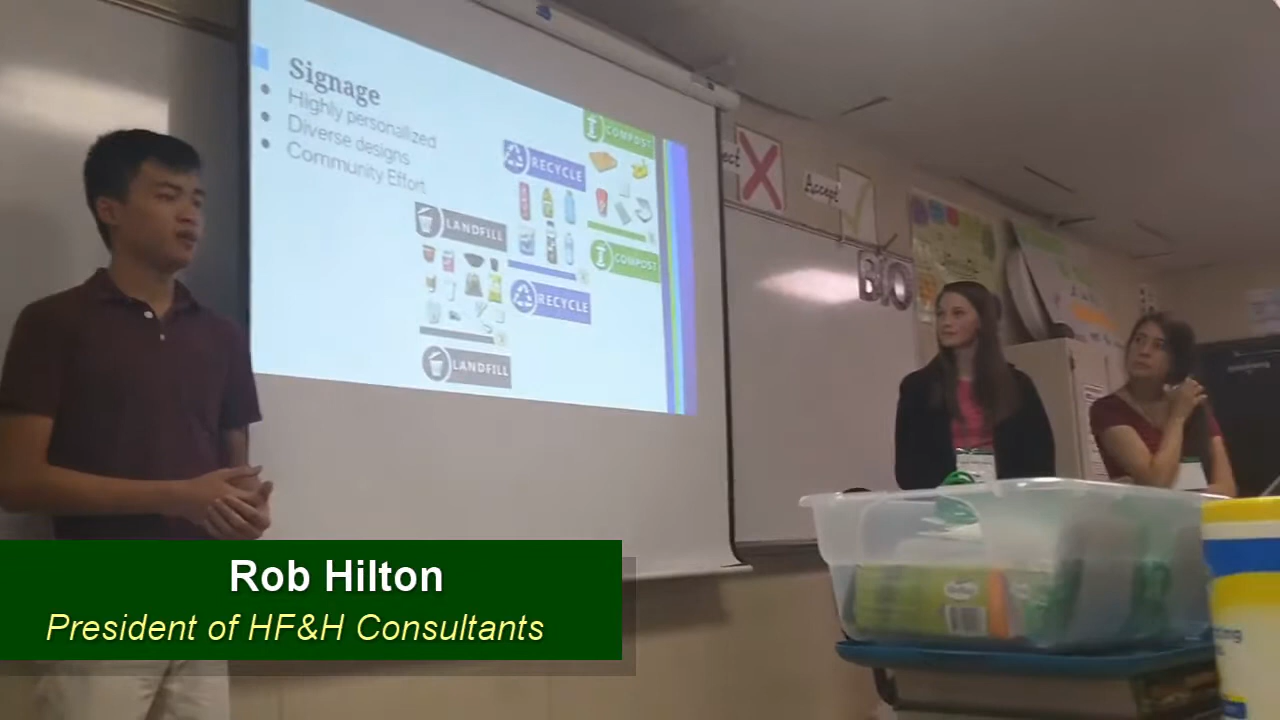 Signage
Highly personalized
Diverse designs
Community Effort
COMPOST
RECYCLE
LANDFILL
COMPOST
RECYCLE
LANDFILL
Accept
BIO
Rob Hilton
President of HF&H Consultants